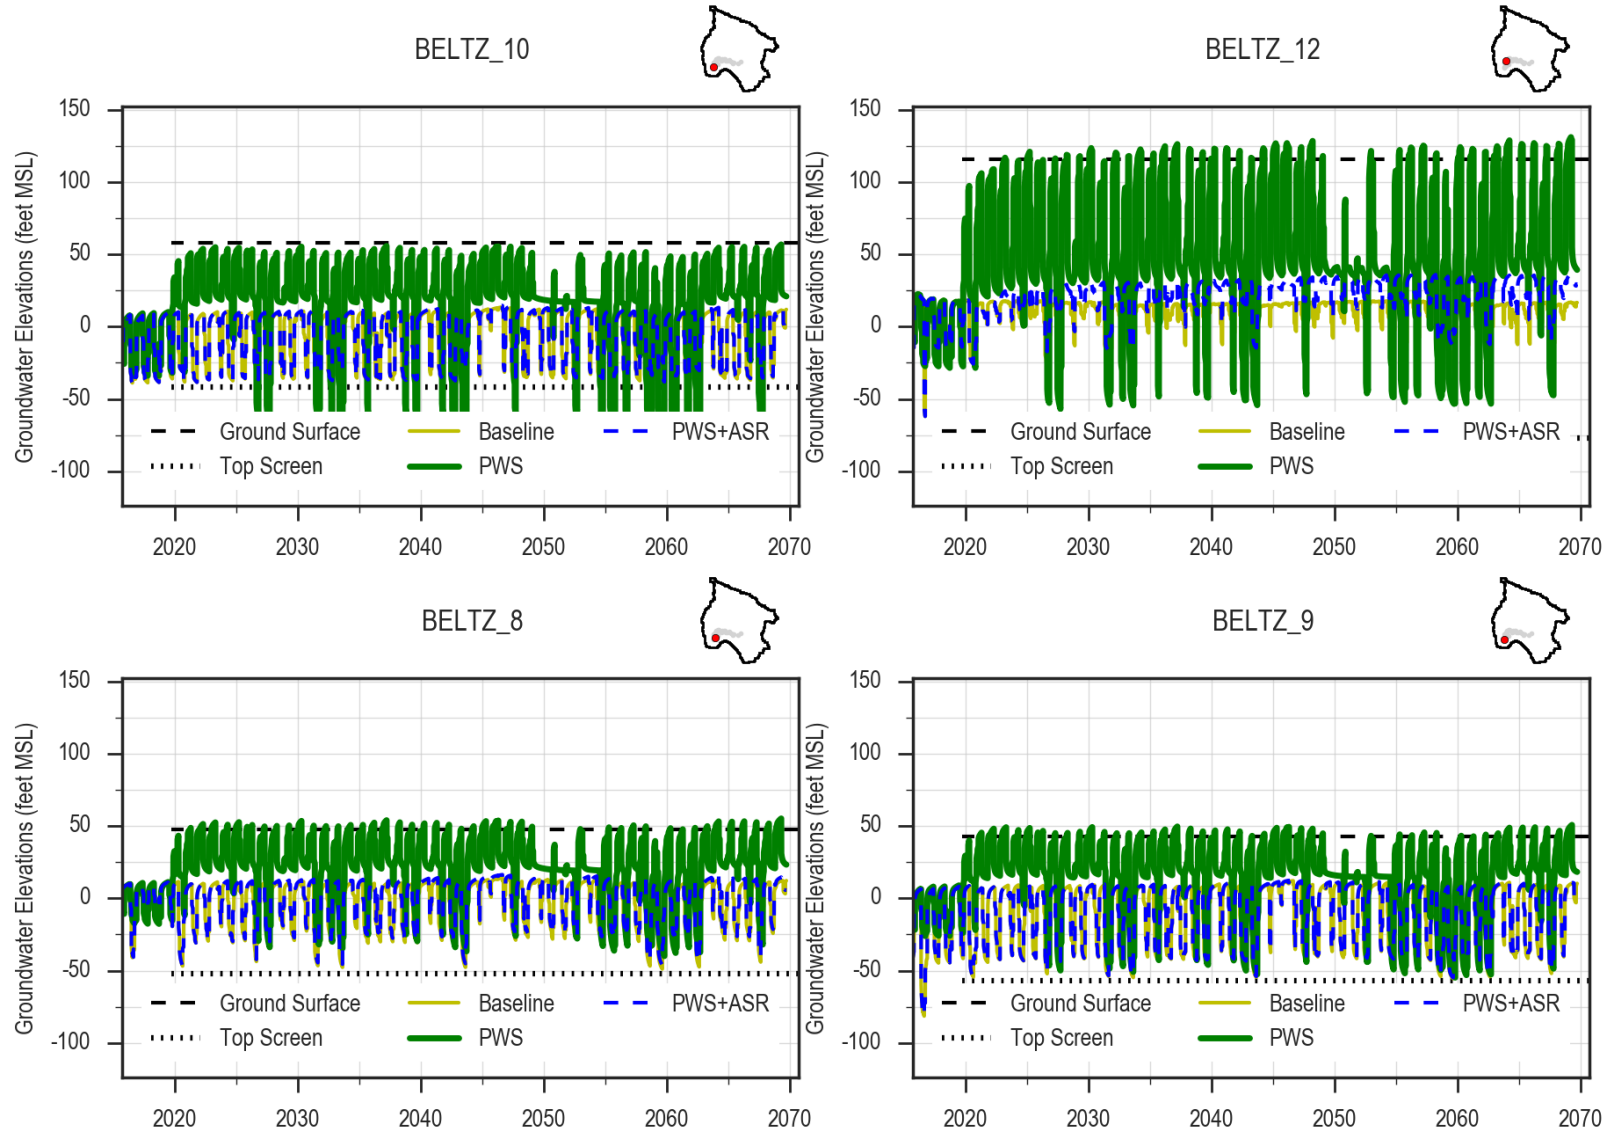 BELTZ_10
Groundwater Elevations (feet MSL)
150
100
50
0
-50
-100
Ground Surface
Baseline
PWS+ASR
Top Screen
PWS
2020 2030 2040 2050 2060 2070
BELTZ_12
Groundwater Elevations (feet MSL)
150
100
50
0
-50
-100
Ground Surface
Baseline
PWS+ASR
Top Screen
PWS
2020 2030 2040 2050 2060 2070
BELTZ_8
Groundwater Elevations (feet MSL)
150
100
50
0
-50
-100
Ground Surface
Baseline
PWS+ASR
Top Screen
PWS
2020 2030 2040 2050 2060 2070
BELTZ_9
Groundwater Elevations (feet MSL)
150
100
50
0
-50
-100
Ground Surface
Baseline
PWS+ASR
Top Screen
PWS
2020 2030 2040 2050 2060 2070